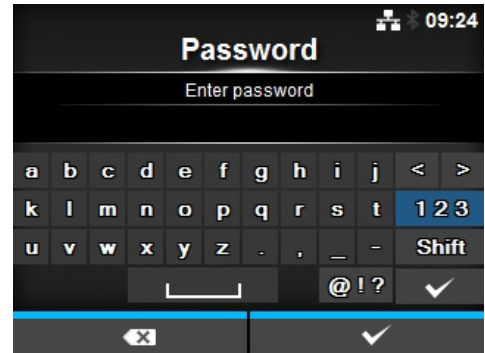 09:24
Password
Enter password
a b c d e f g h i j < >
k l m n o p q r s t 123
u v w x y z . , _ - Shift
@!?